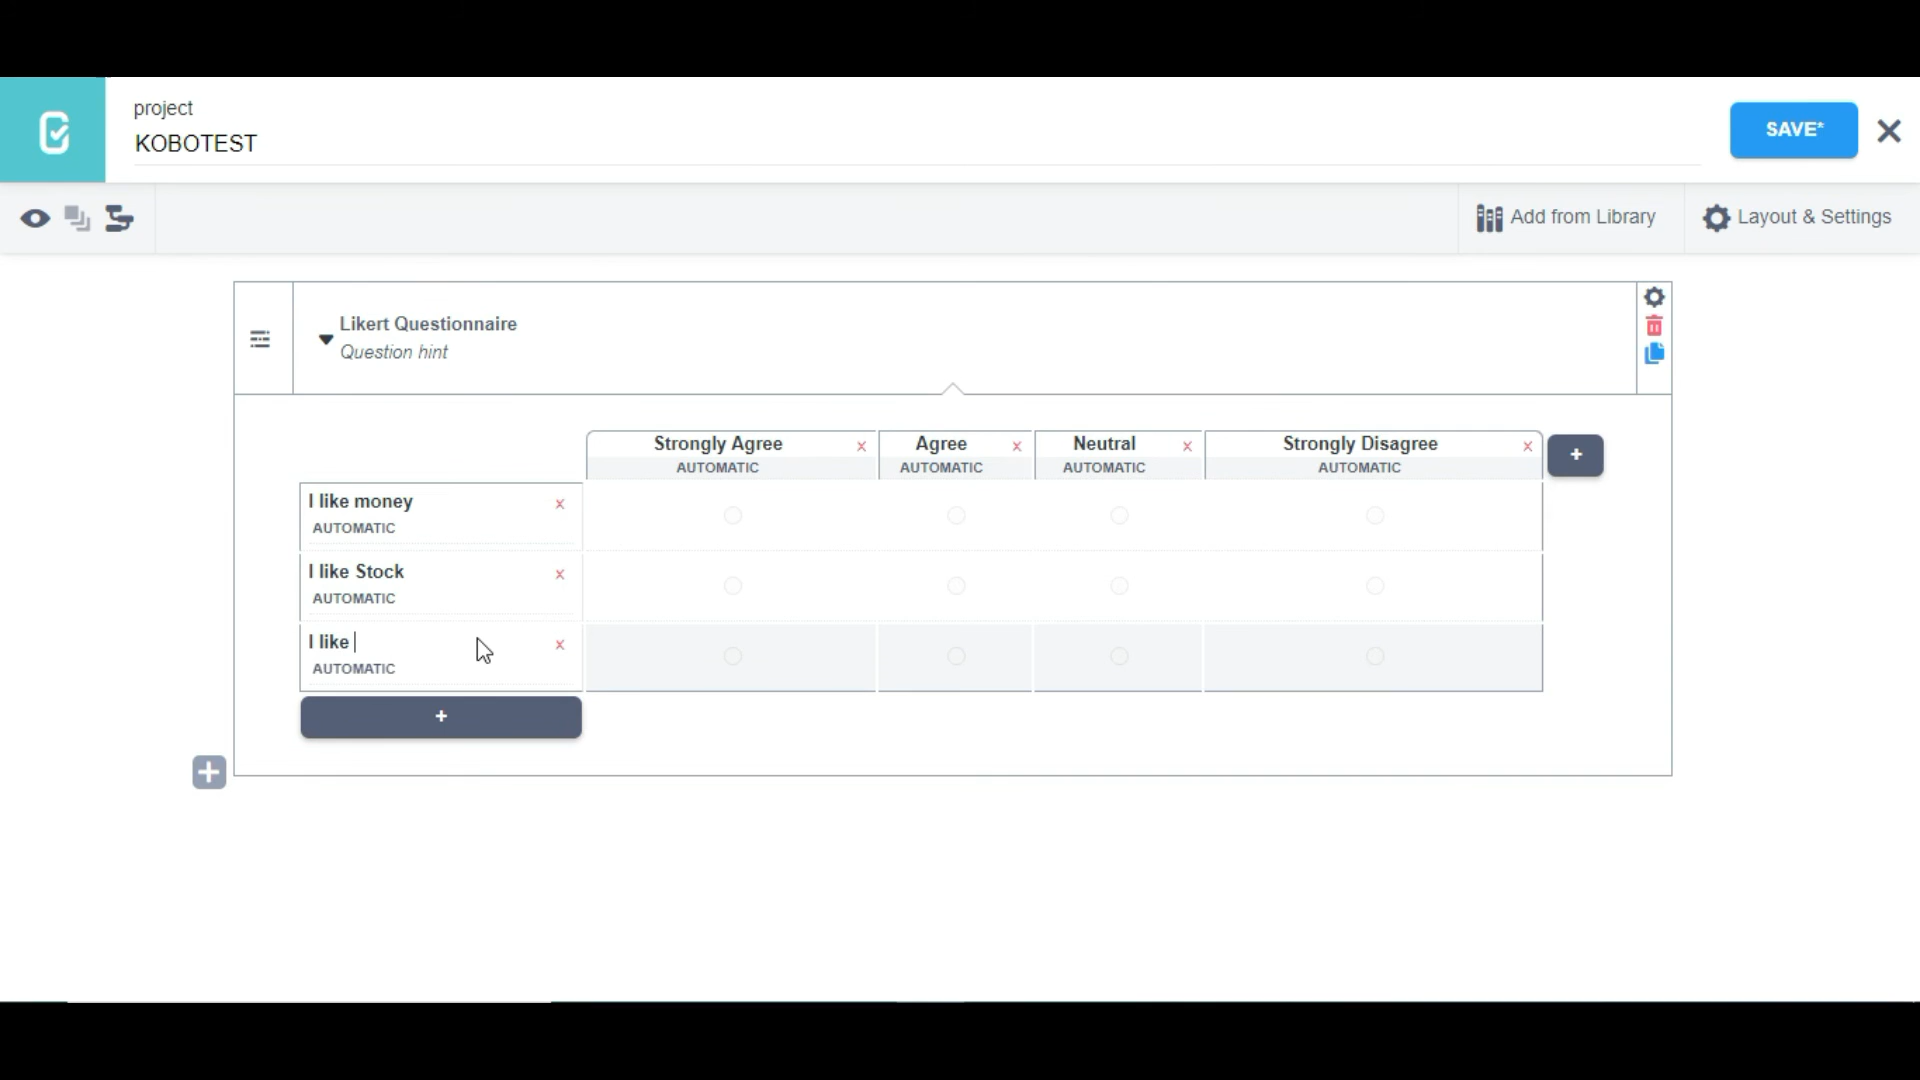 project
KOBOTEST
SAVE*
Add from Library
Layout & Settings
Likert Questionnaire
Question hint
Strongly Agree x Agree x Neutral x Strongly Disagree x +
AUTOMATIC AUTOMATIC AUTOMATIC AUTOMATIC
I like money x
AUTOMATIC
I like Stock x
AUTOMATIC
I like x
AUTOMATIC
+